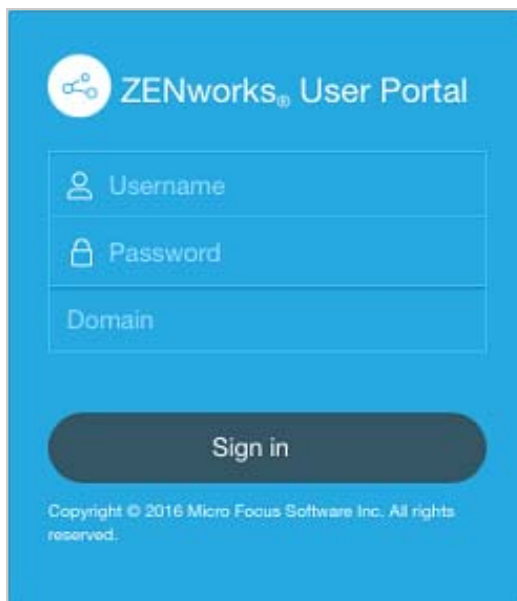 ZENworks® User Portal
Username
Password
Domain
Sign in
Copyright © 2016 Micro Focus Software Inc. All rights
reserved.